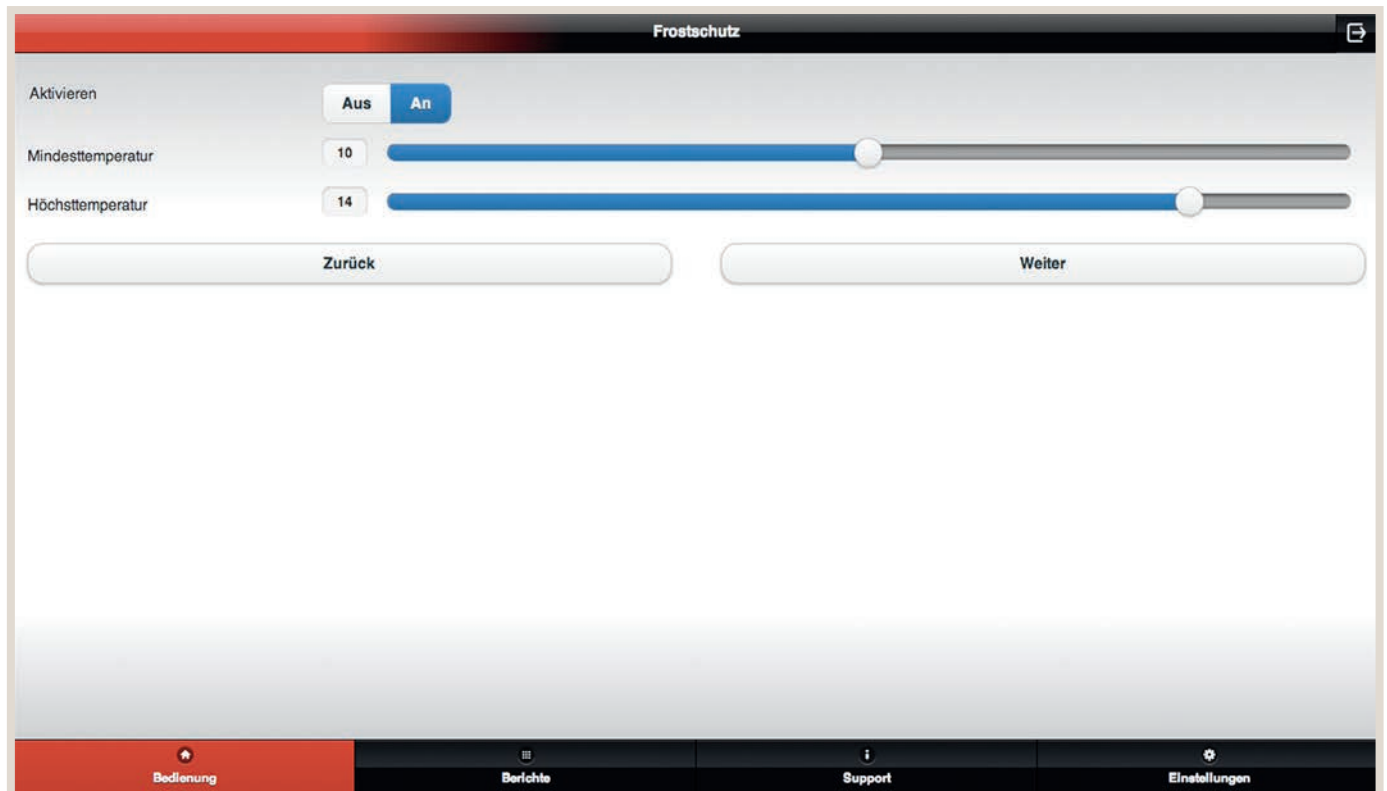 Frostschutz
Aktivieren
Aus An
Mindesttemperatur 10
Höchsttemperatur 14
Zurück Weiter
Bedienung Berichte Support Einstellungen